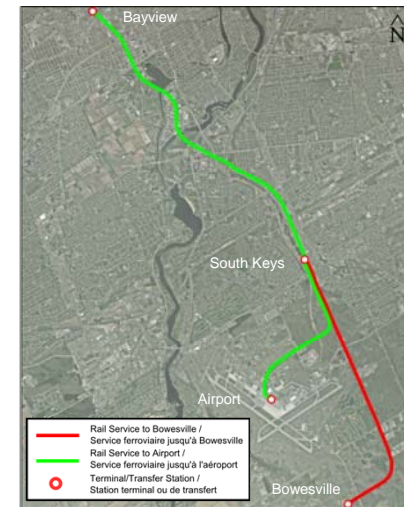 Bayview
N
South Keys
Airport
Rail Service to Bowesville /
Service ferroviaire jusqu'à Bowesville
Rail Service to Airport /
Service ferroviaire jusqu'à l'aéroport
Terminal/Transfer Station /
Station terminal ou de transfert
Bowesville